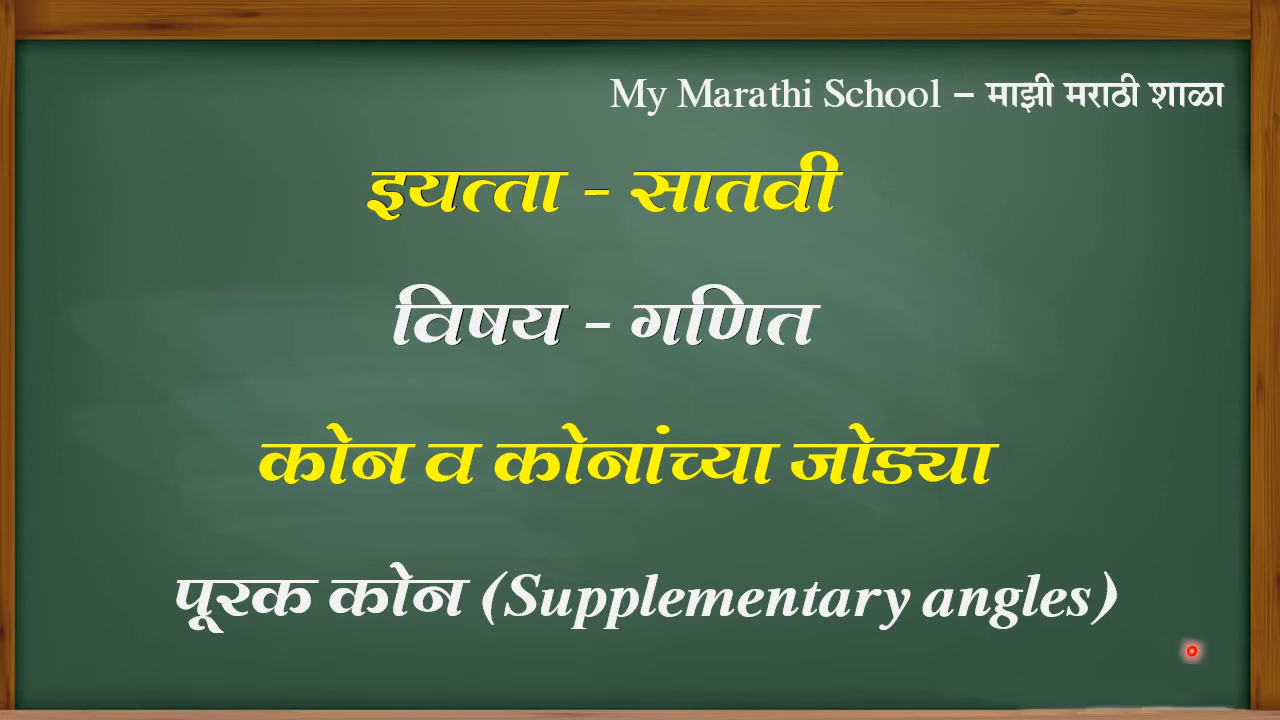 My Marathi School – माझी मराठी शाळा
इयत्ता - सातवी
विषय - गणित
कोन व कोनांच्या जोड्या
पूरक कोन (Supplementary angles)